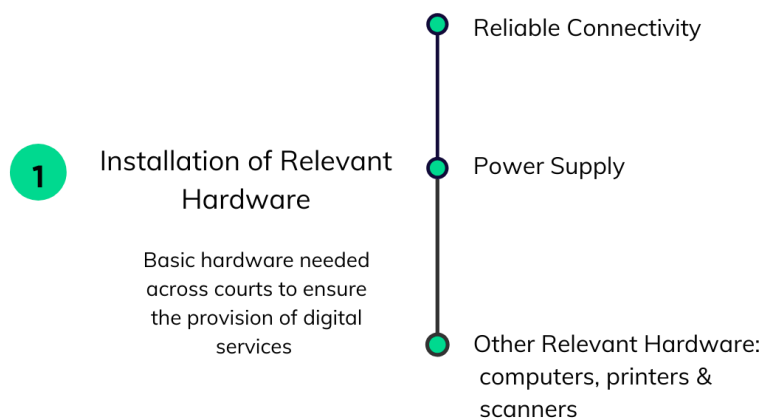 1
Installation of Relevant
Hardware
Basic hardware needed
across courts to ensure
the provision of digital
services
Reliable Connectivity
Power Supply
Other Relevant Hardware:
computers, printers &
scanners